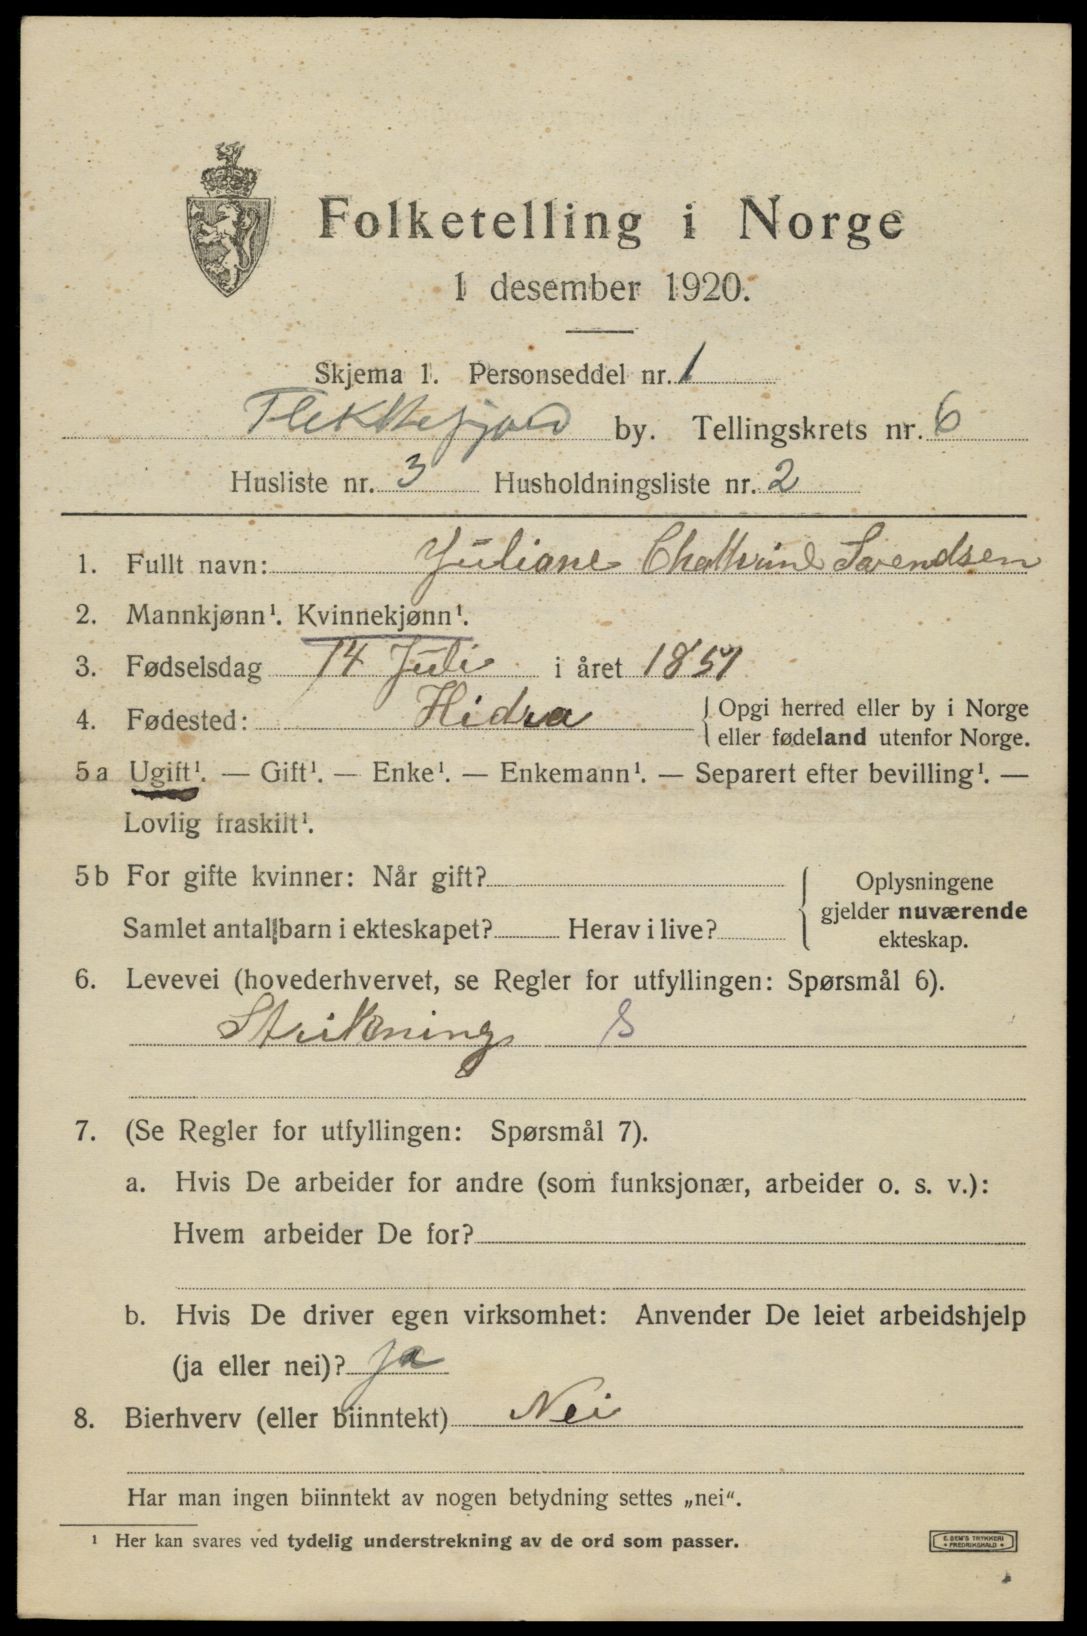 Folketelling i Norge
1 desember 1920.
Skjema 1. Personseddel nr. 1
Flekkefjord by. Tellingskrets nr. 6
Husliste nr. 3 Husholdningsliste nr. 2
1. Fullt navn: Juliane Chathrine Svendsen
2. Mannkjønn¹. Kvinnekjønn¹.
3. Fødselsdag 14 Juli i året 1851
4. Fødested: Hidra { Opgi herred eller by i Norge
eller fødeland utenfor Norge.
5a Ugift¹. — Gift¹. — Enke¹. — Enkemann¹. — Separert efter bevilling¹. —
Lovlig fraskilt¹.
5b For gifte kvinner: Når gift?
Samlet antal barn i ekteskapet? Herav i live?
{ Oplysningene
gjelder nuværende
ekteskap.
6. Levevei (hovederhvervet, se Regler for utfyllingen: Spørsmål 6).
Strikning S
7. (Se Regler for utfyllingen: Spørsmål 7).
a. Hvis De arbeider for andre (som funksjonær, arbeider o. s. v.):
Hvem arbeider De for?
b. Hvis De driver egen virksomhet: Anvender De leiet arbeidshjelp
(ja eller nei)? ja
8. Bierhverv (eller biinntekt) Nei
Har man ingen biinntekt av nogen betydning settes „nei".
¹ Her kan svares ved tydelig understrekning av de ord som passer.
E. SEM'S TRYKKERI
• FREDRIKSHALD •